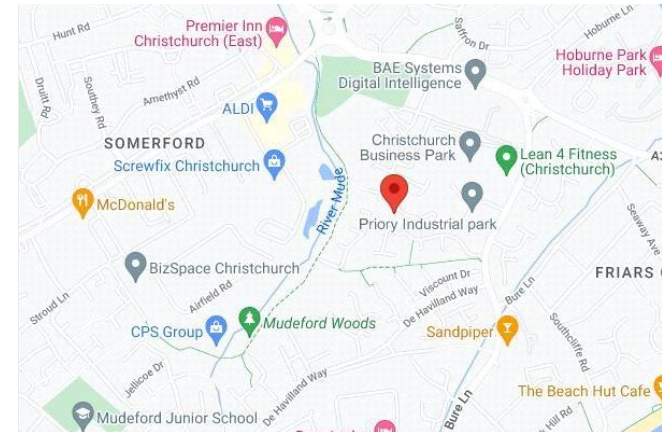 Hunt Rd
Premier Inn
Christchurch (East)
Saffron Dr
Hoburne Ln
Hoburne Park
Holiday Park
BAE Systems
Digital Intelligence
Druitt Rd
Southey Rd
Amethyst Rd
ALDI
SOMERFORD
Screwfix Christchurch
Christchurch
Business Park
Lean 4 Fitness
(Christchurch)
McDonald's
River Mude
Priory Industrial park
Seaway Ave
BizSpace Christchurch
FRIARS
Viscount Dr
De Havilland Way
Bure Ln
Stroud Ln
Airfield Rd
CPS Group
Mudeford Woods
Sandpiper
Southcliffe Rd
Jellicoe Dr
De Havilland Way
The Beach Hut Cafe
Mudeford Junior School
Bure Ln
Hill Rd